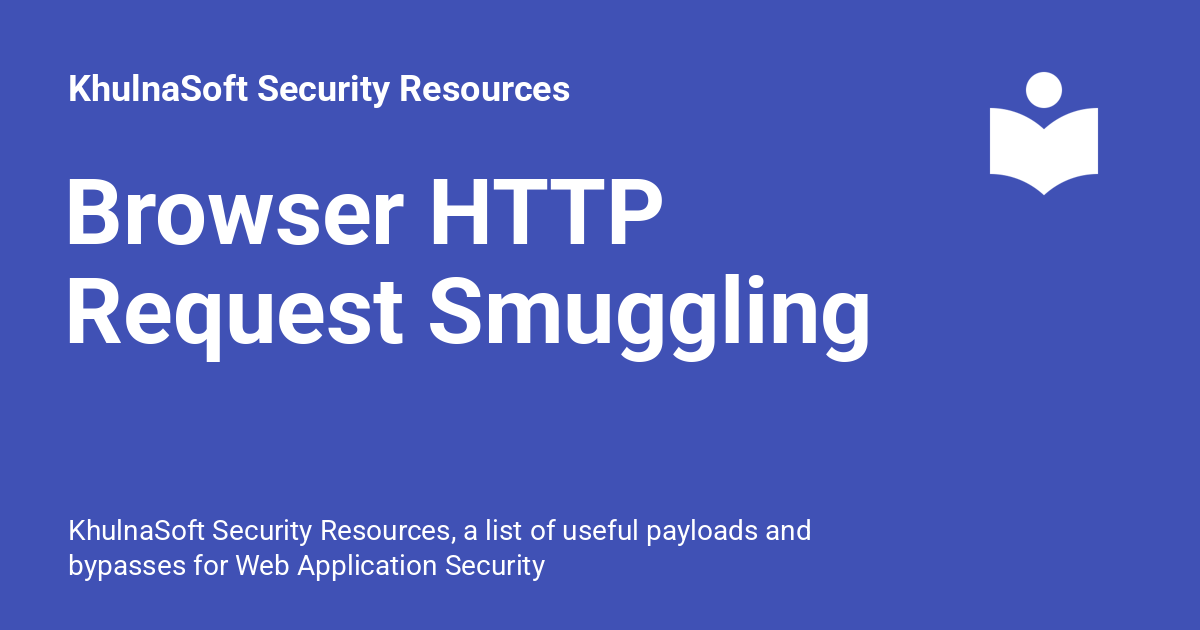 KhulnaSoft Security Resources
Browser HTTP
Request Smuggling
KhulnaSoft Security Resources, a list of useful payloads and
bypasses for Web Application Security